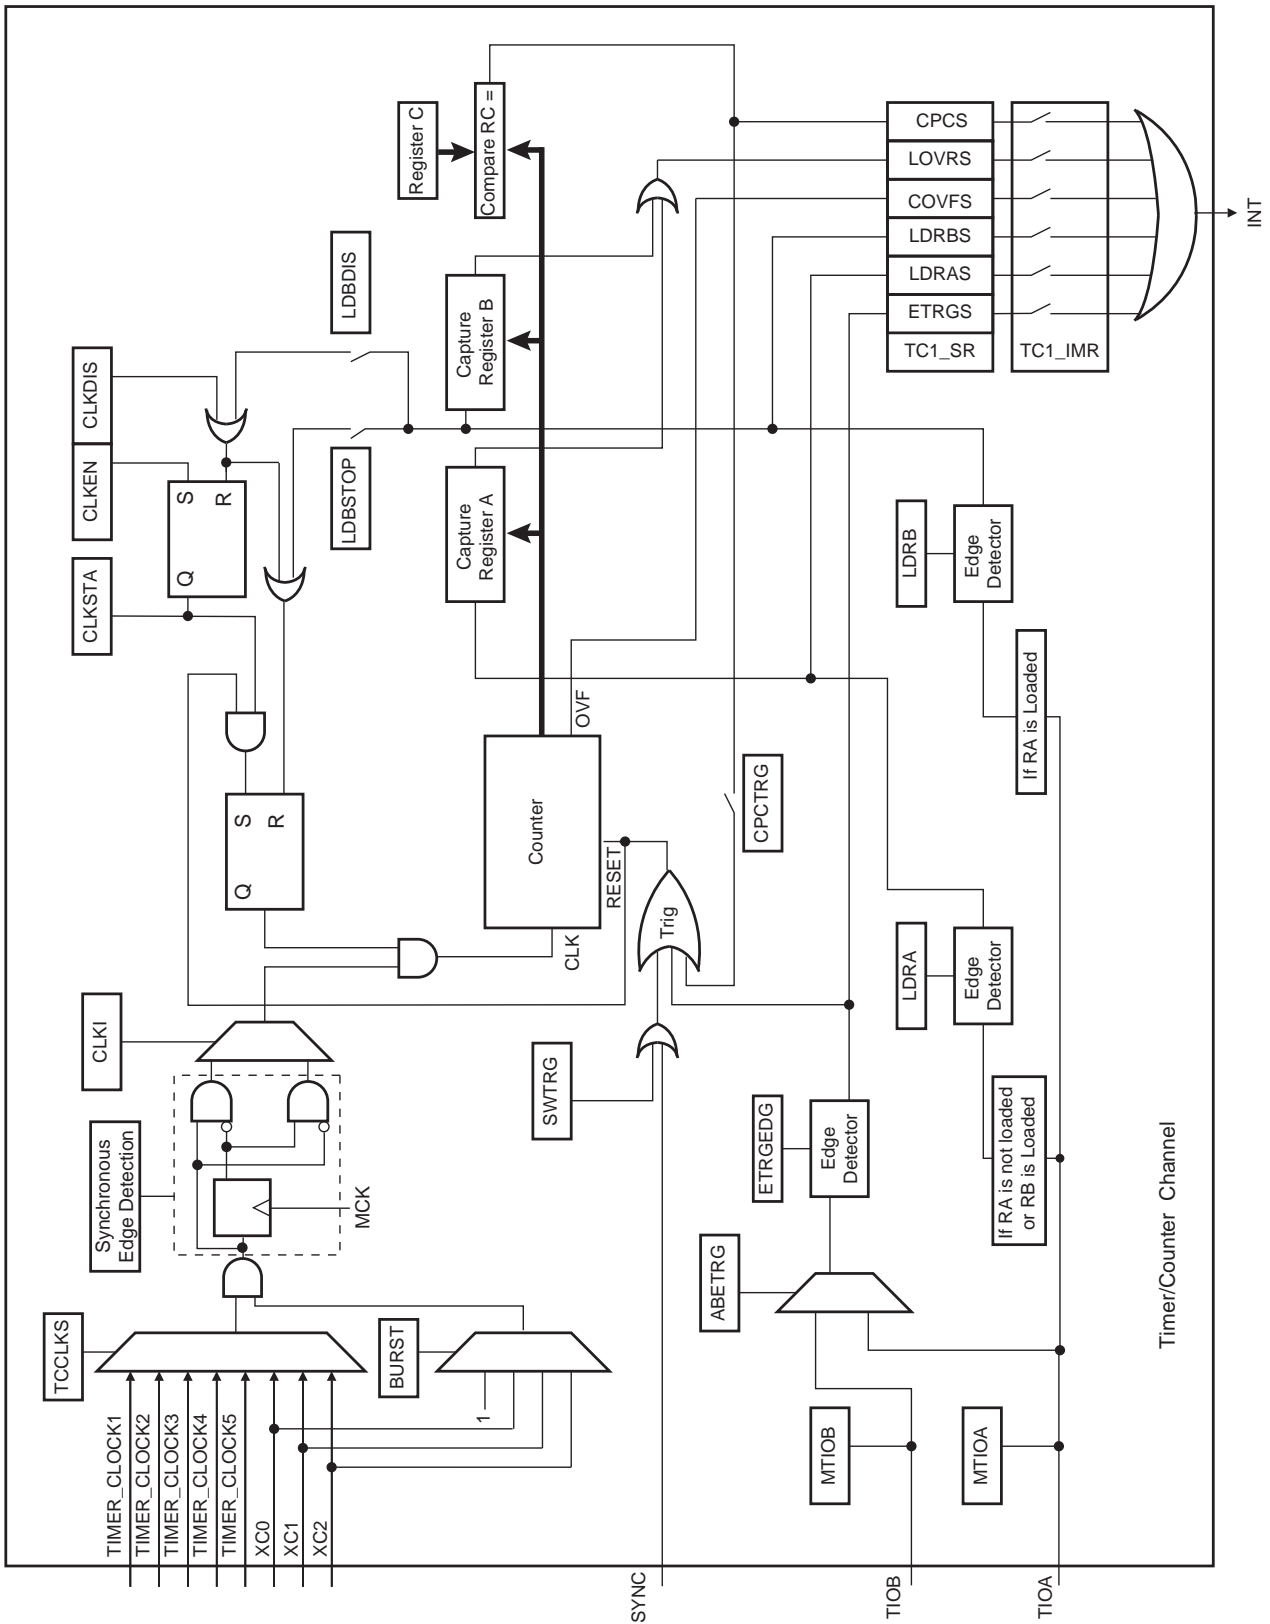 TCCLKS
TIMER_CLOCK1
TIMER_CLOCK2
TIMER_CLOCK3
TIMER_CLOCK4
TIMER_CLOCK5
XC0
XC1
XC2
BURST
1
Synchronous
Edge Detection
MCK
CLKI
CLKSTA
CLKEN
CLKDIS
Q
S
R
Q
S
R
LDBSTOP
LDBDIS
CLK
Counter
OVF
RESET
Trig
SWTRG
SYNC
CPCTRG
Capture
Register A
Capture
Register B
Register C
Compare RC =
MTIOB
TIOB
ABETRG
ETRGEDG
Edge
Detector
MTIOA
TIOA
If RA is not loaded
or RB is Loaded
LDRA
Edge
Detector
If RA is Loaded
LDRB
Edge
Detector
CPCS
LOVRS
COVFS
LDRBS
LDRAS
ETRGS
TC1_SR
TC1_IMR
INT
Timer/Counter Channel